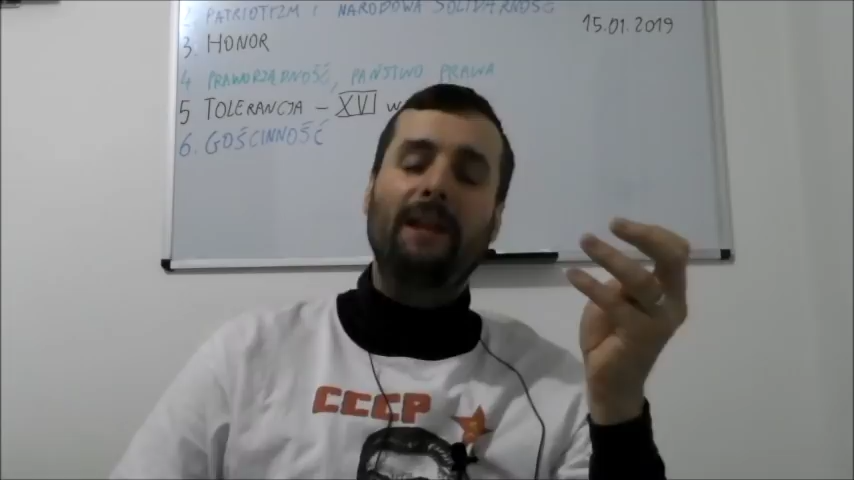 2. PATRIOTYZM I NARODOWA SOLIDARNOŚĆ
15.01.2019
3. HONOR
4 PRAWORZĄDNOŚĆ, PAŃSTWO PRAWA
5 TOLERANCJA – XVI w
6. GOŚCINNOŚĆ
CCCP